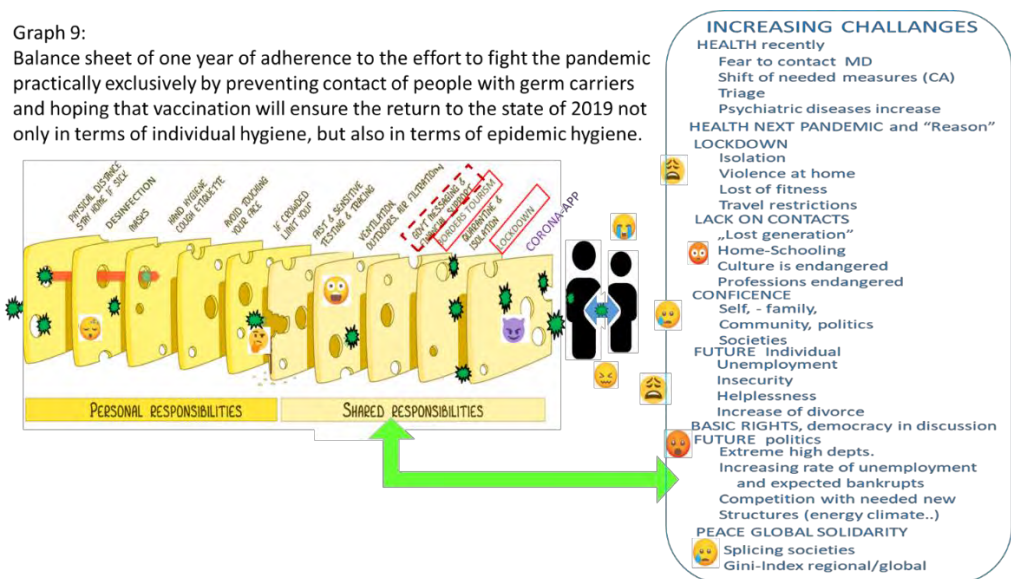 Graph 9:
Balance sheet of one year of adherence to the effort to fight the pandemic
practically exclusively by preventing contact of people with germ carriers
and hoping that vaccination will ensure the return to the state of 2019 not
only in terms of individual hygiene, but also in terms of epidemic hygiene.
PHYSICAL DISTANCE
STAY HOME IF SICK
DESINFECTION
MASKS
HAND HYGIENE
COUGH ETIQUETTE
AVOID TOUCHING
YOUR FACE
IF CROWDED
LIMIT YOUR
FAST & SENSITIVE
TESTING & TRACING
VENTILATION
OUTDOORS, AIR FILTRATION
GOVT MESSAGING &
FINANCIAL SUPPORT
BORDERS TOURISM
QUARANTINE &
ISOLATION
LOCKDOWN
CORONA-APP
PERSONAL RESPONSIBILITIES
SHARED RESPONSIBILITIES
INCREASING CHALLANGES
HEALTH recently
Fear to contact MD
Shift of needed measures (CA)
Triage
Psychiatric diseases increase
HEALTH NEXT PANDEMIC and “Reason”
LOCKDOWN
Isolation
Violence at home
Lost of fitness
Travel restrictions
LACK ON CONTACTS
„Lost generation”
Home-Schooling
Culture is endangered
Professions endangered
CONFICENCE
Self, - family,
Community, politics
Societies
FUTURE Individual
Unemployment
Insecurity
Helplessness
Increase of divorce
BASIC RIGHTS, democracy in discussion
FUTURE politics
Extreme high depts.
Increasing rate of unemployment
and expected bankrupts
Competition with needed new
Structures (energy climate..)
PEACE GLOBAL SOLIDARITY
Splicing societies
Gini-Index regional/global